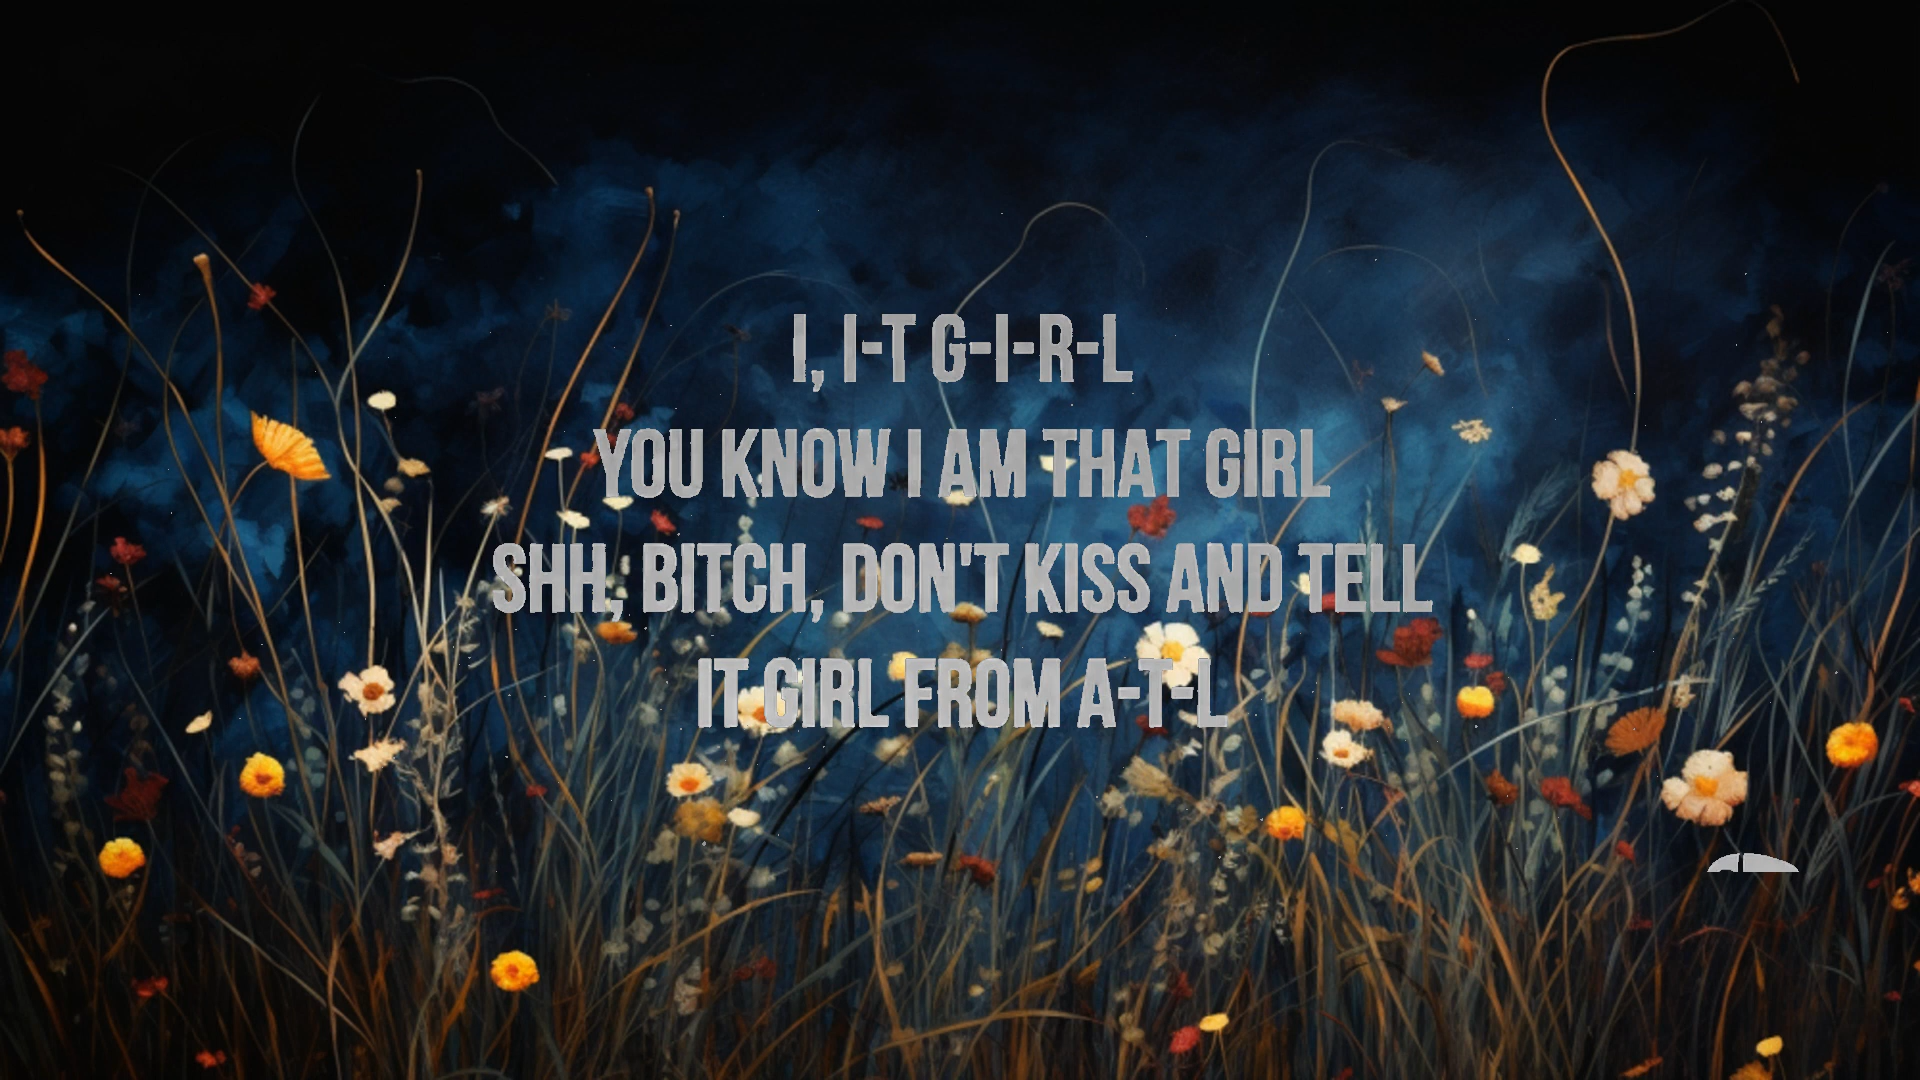 I, I-T G-I-R-L
YOU KNOW I AM THAT GIRL
SHH, BITCH, DON'T KISS AND TELL
IT GIRL FROM A-T-L